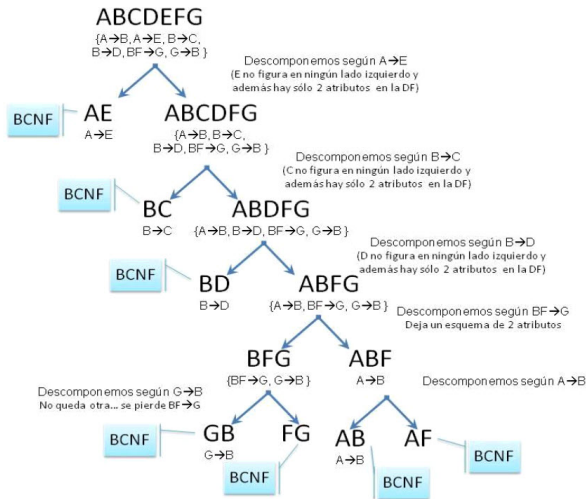 ABCDEFG
{A→B, A→E, B→C,
B→D, BF→G, G→B }
Descomponemos según A→E
(E no figura en ningún lado izquierdo y
además hay sólo 2 atributos en la DF)
BCNF
AE
A→E
ABCDFG
{A→B, B→C,
B→D, BF→G, G→B }
Descomponemos según B→C
(C no figura en ningún lado izquierdo y
además hay sólo 2 atributos en la DF)
BCNF
BC
B→C
ABDFG
{A→B, B→D, BF→G, G→B }
Descomponemos según B→D
(D no figura en ningún lado izquierdo y
además hay sólo 2 atributos en la DF)
BCNF
BD
B→D
ABFG
{A→B, BF→G, G→B }
Descomponemos según BF→G
Deja un esquema de 2 atributos
BFG
{BF→G, G→B }
ABF
A→B
Descomponemos según A→B
Descomponemos según G→B
No queda otra... se pierde BF→G
BCNF
GB
G→B
FG
BCNF
AB
A→B
BCNF
AF
BCNF